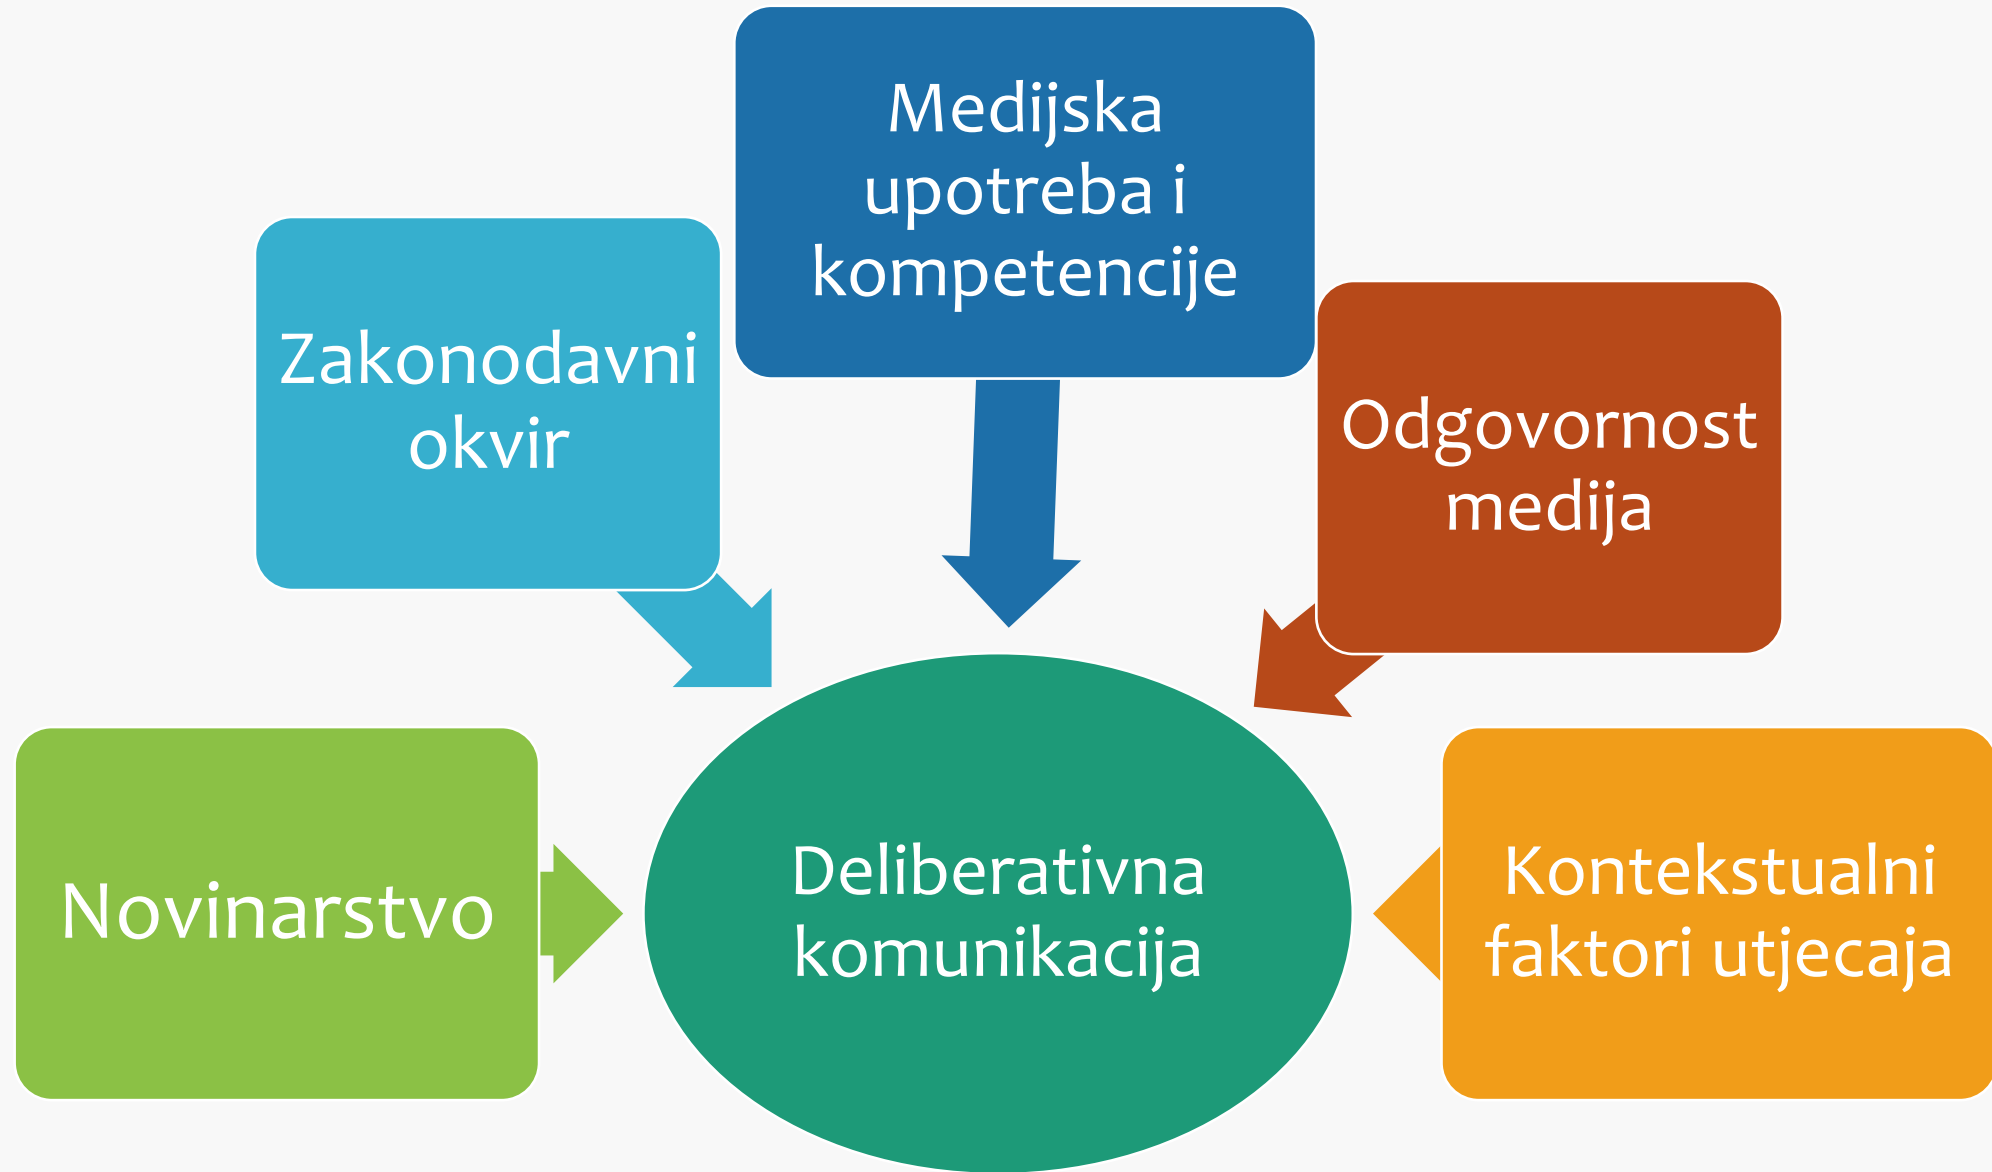 Medijska
upotreba i
kompetencije
Zakonodavni
okvir
Odgovornost
medija
Novinarstvo
Deliberativna
komunikacija
Kontekstualni
faktori utjecaja